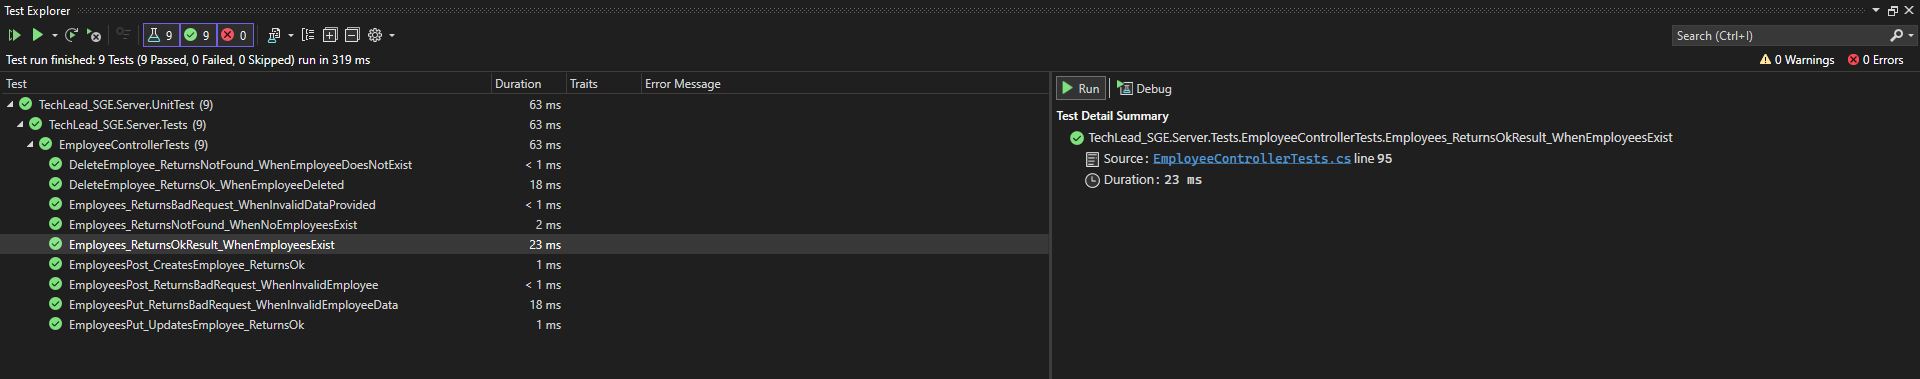 Test Explorer
9 9 0
Search (Ctrl+I)
Test run finished: 9 Tests (9 Passed, 0 Failed, 0 Skipped) run in 319 ms
0 Warnings 0 Errors
Test Duration Traits Error Message
TechLead_SGE.Server.UnitTest (9) 63 ms
TechLead_SGE.Server.Tests (9) 63 ms
EmployeeControllerTests (9) 63 ms
DeleteEmployee_ReturnsNotFound_WhenEmployeeDoesNotExist < 1 ms
DeleteEmployee_ReturnsOk_WhenEmployeeDeleted 18 ms
Employees_ReturnsBadRequest_WhenInvalidDataProvided < 1 ms
Employees_ReturnsNotFound_WhenNoEmployeesExist 2 ms
Employees_ReturnsOkResult_WhenEmployeesExist 23 ms
EmployeesPost_CreatesEmployee_ReturnsOk 1 ms
EmployeesPost_ReturnsBadRequest_WhenInvalidEmployee < 1 ms
EmployeesPut_ReturnsBadRequest_WhenInvalidEmployeeData 18 ms
EmployeesPut_UpdatesEmployee_ReturnsOk 1 ms
Run Debug
Test Detail Summary
TechLead_SGE.Server.Tests.EmployeeControllerTests.Employees_ReturnsOkResult_WhenEmployeesExist
Source: EmployeeControllerTests.cs line 95
Duration: 23 ms